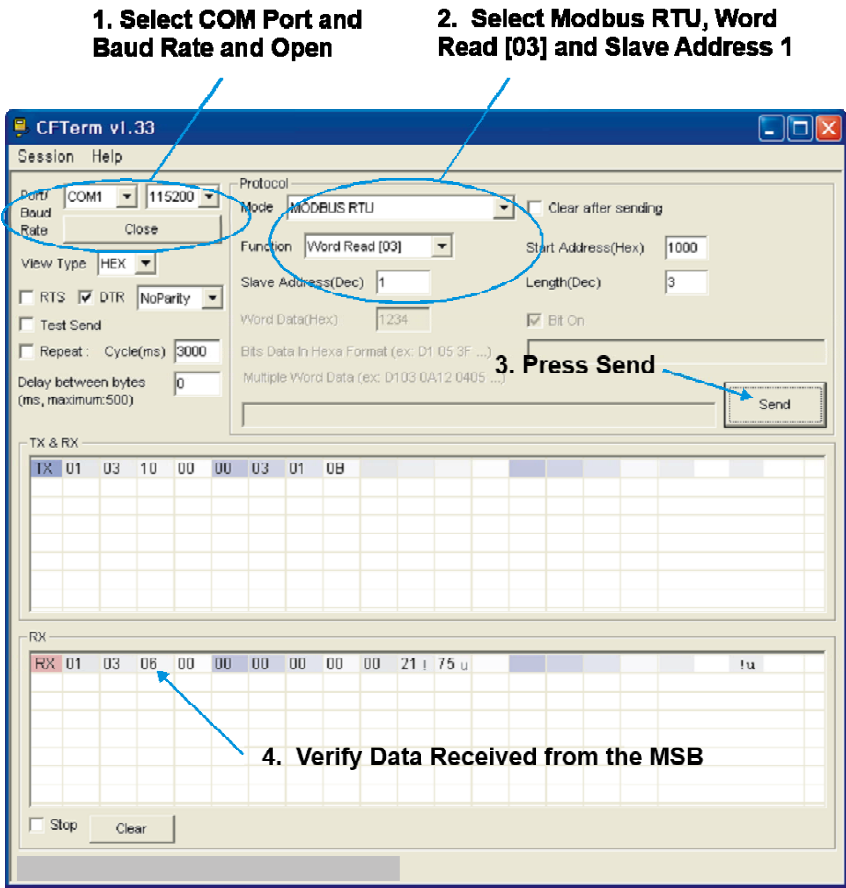 1. Select COM Port and
Baud Rate and Open
2. Select Modbus RTU, Word
Read [03] and Slave Address 1
CFTerm v1.33
Session Help
Port/
Baud
Rate
COM1
115200
Close
View Type
HEX
RTS
DTR
NoParity
Test Send
Repeat :
Cycle(ms)
3000
Delay between bytes
(ms, maximum:500)
0
Protocol
Mode
MODBUS RTU
Clear after sending
Function
Word Read [03]
Start Address(Hex)
1000
Slave Address(Dec)
1
Length(Dec)
3
Word Data(Hex)
1234
Bit On
Bits Data In Hexa Format (ex: D1 05 3F ...)
3. Press Send
Multiple Word Data (ex: D103 0A12 0405 ...)
Send
TX & RX
TX 01 03 10 00 00 03 01 0B
RX
RX 01 03 06 00 00 00 00 00 00 21 ! 75 u !u
4. Verify Data Received from the MSB
Stop
Clear